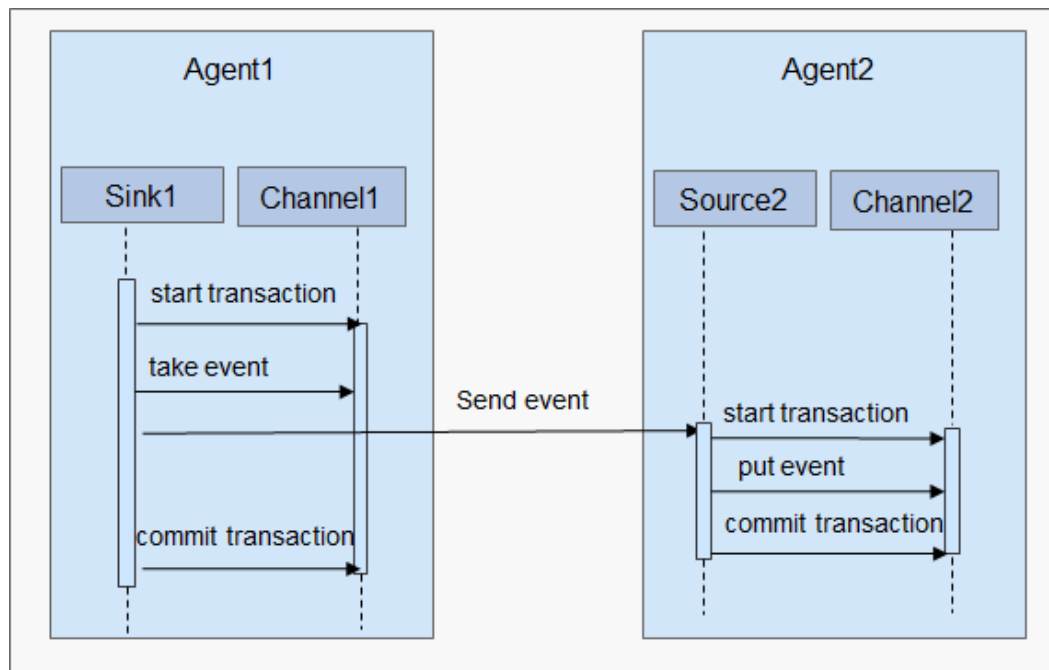 Agent1
Agent2
Sink1
Channel1
Source2
Channel2
start transaction
take event
Send event
start transaction
put event
commit transaction
commit transaction